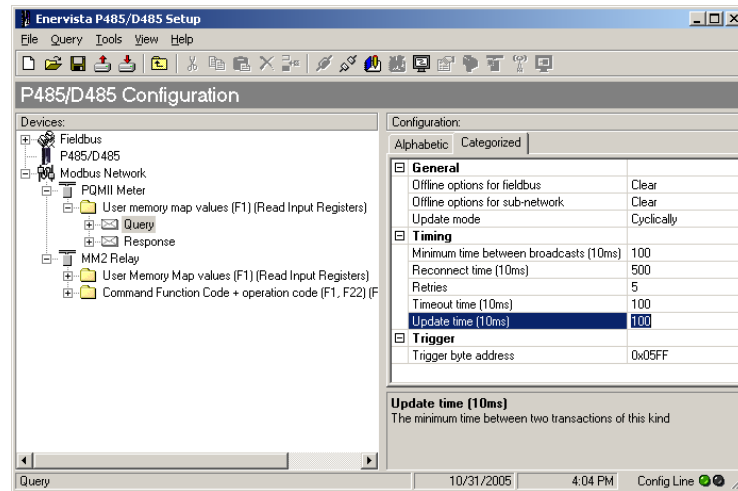 Enervista P485/D485 Setup
File Query Tools View Help
P485/D485 Configuration
Devices:
Fieldbus
P485/D485
Modbus Network
PQMII Meter
User memory map values (F1) (Read Input Registers)
Query
Response
MM2 Relay
User Memory Map values (F1) (Read Input Registers)
Command Function Code + operation code (F1, F22) (F
Configuration:
Alphabetic Categorized
General
Offline options for fieldbus Clear
Offline options for sub-network Clear
Update mode Cyclically
Timing
Minimum time between broadcasts (10ms) 100
Reconnect time (10ms) 500
Retries 5
Timeout time (10ms) 100
Update time (10ms) 100
Trigger
Trigger byte address 0x05FF
Update time (10ms)
The minimum time between two transactions of this kind
Query 10/31/2005 4:04 PM Config Line